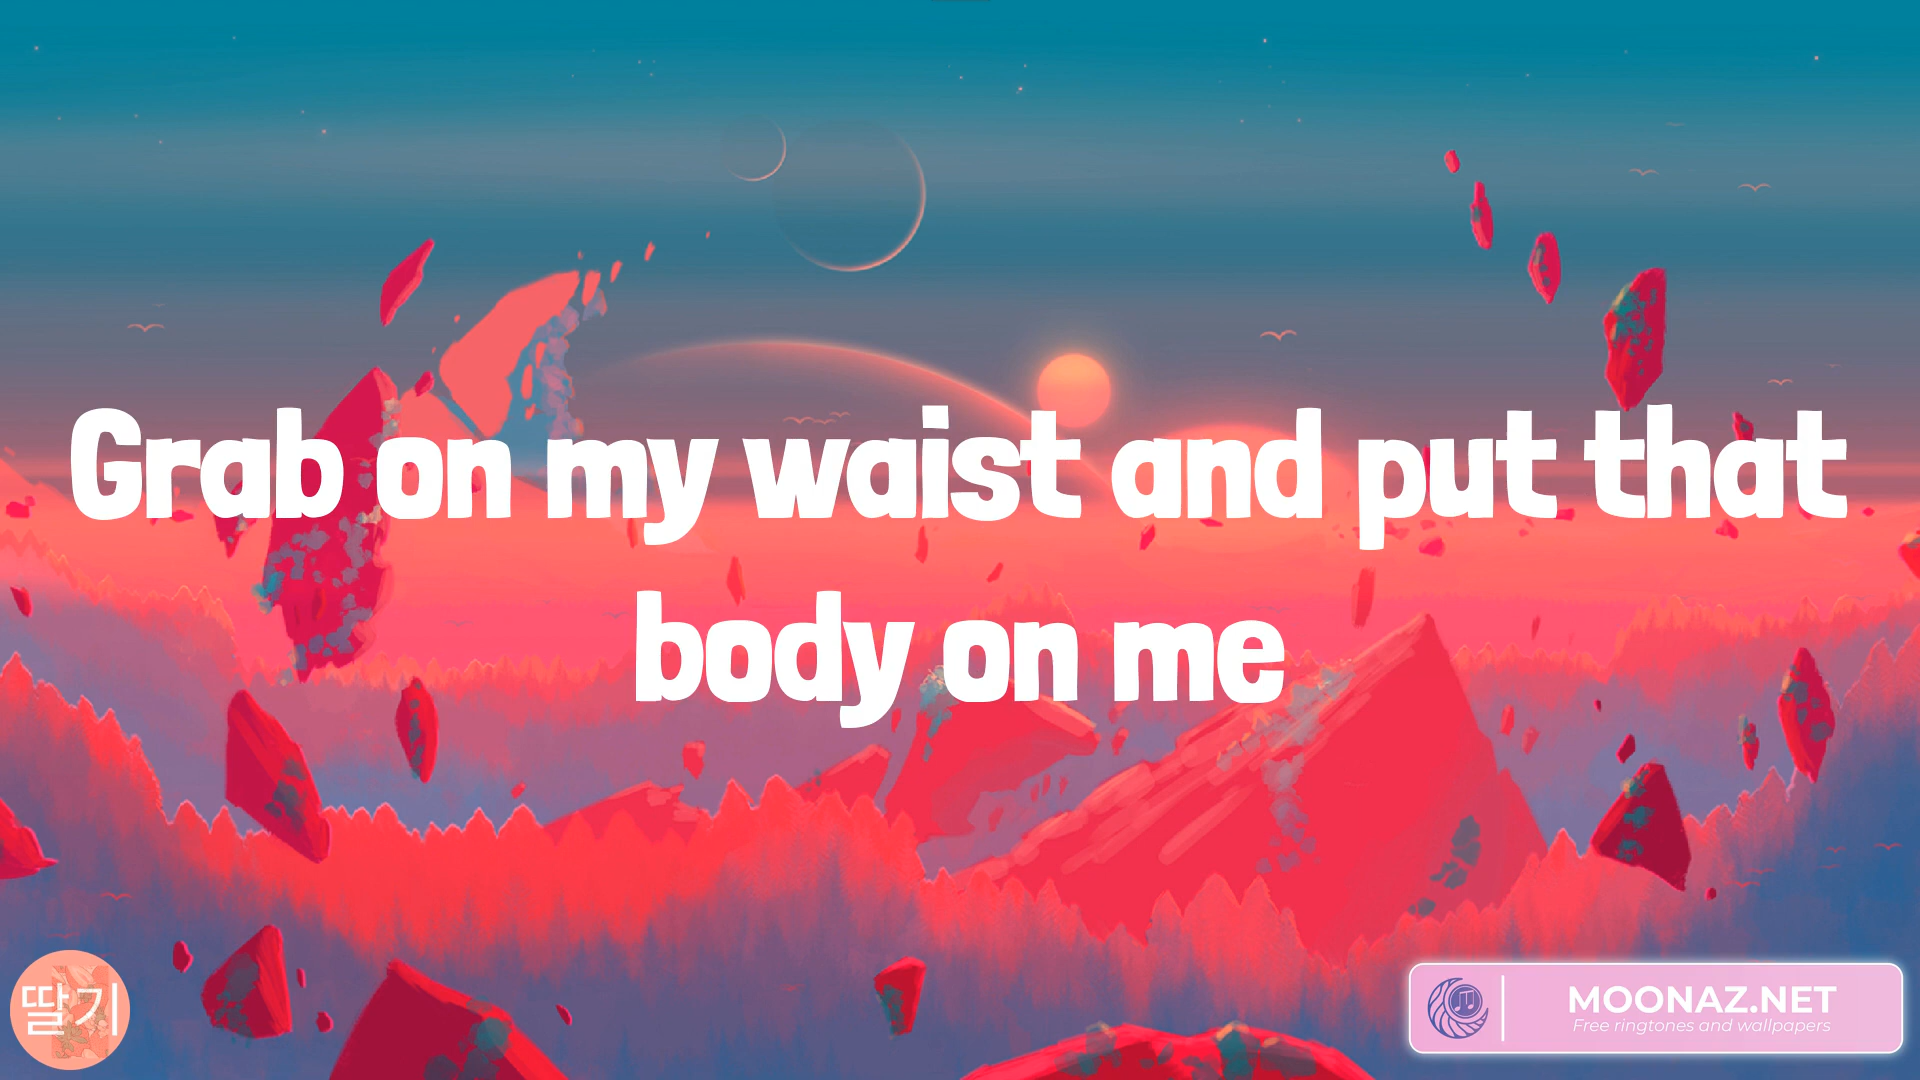 Grab on my waist and put that
body on me
딸기
MOONAZ.NET
Free ringtones and wallpapers